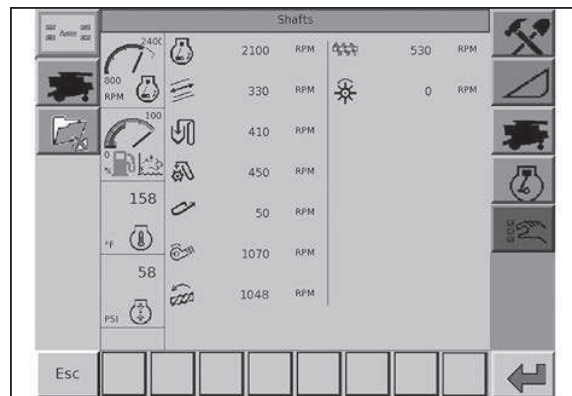 Shafts
2400
800
RPM
100
0
%
158
°F
58
PSI
2100 RPM
330 RPM
410 RPM
450 RPM
50 RPM
1070 RPM
1048 RPM
530 RPM
0 RPM
Esc